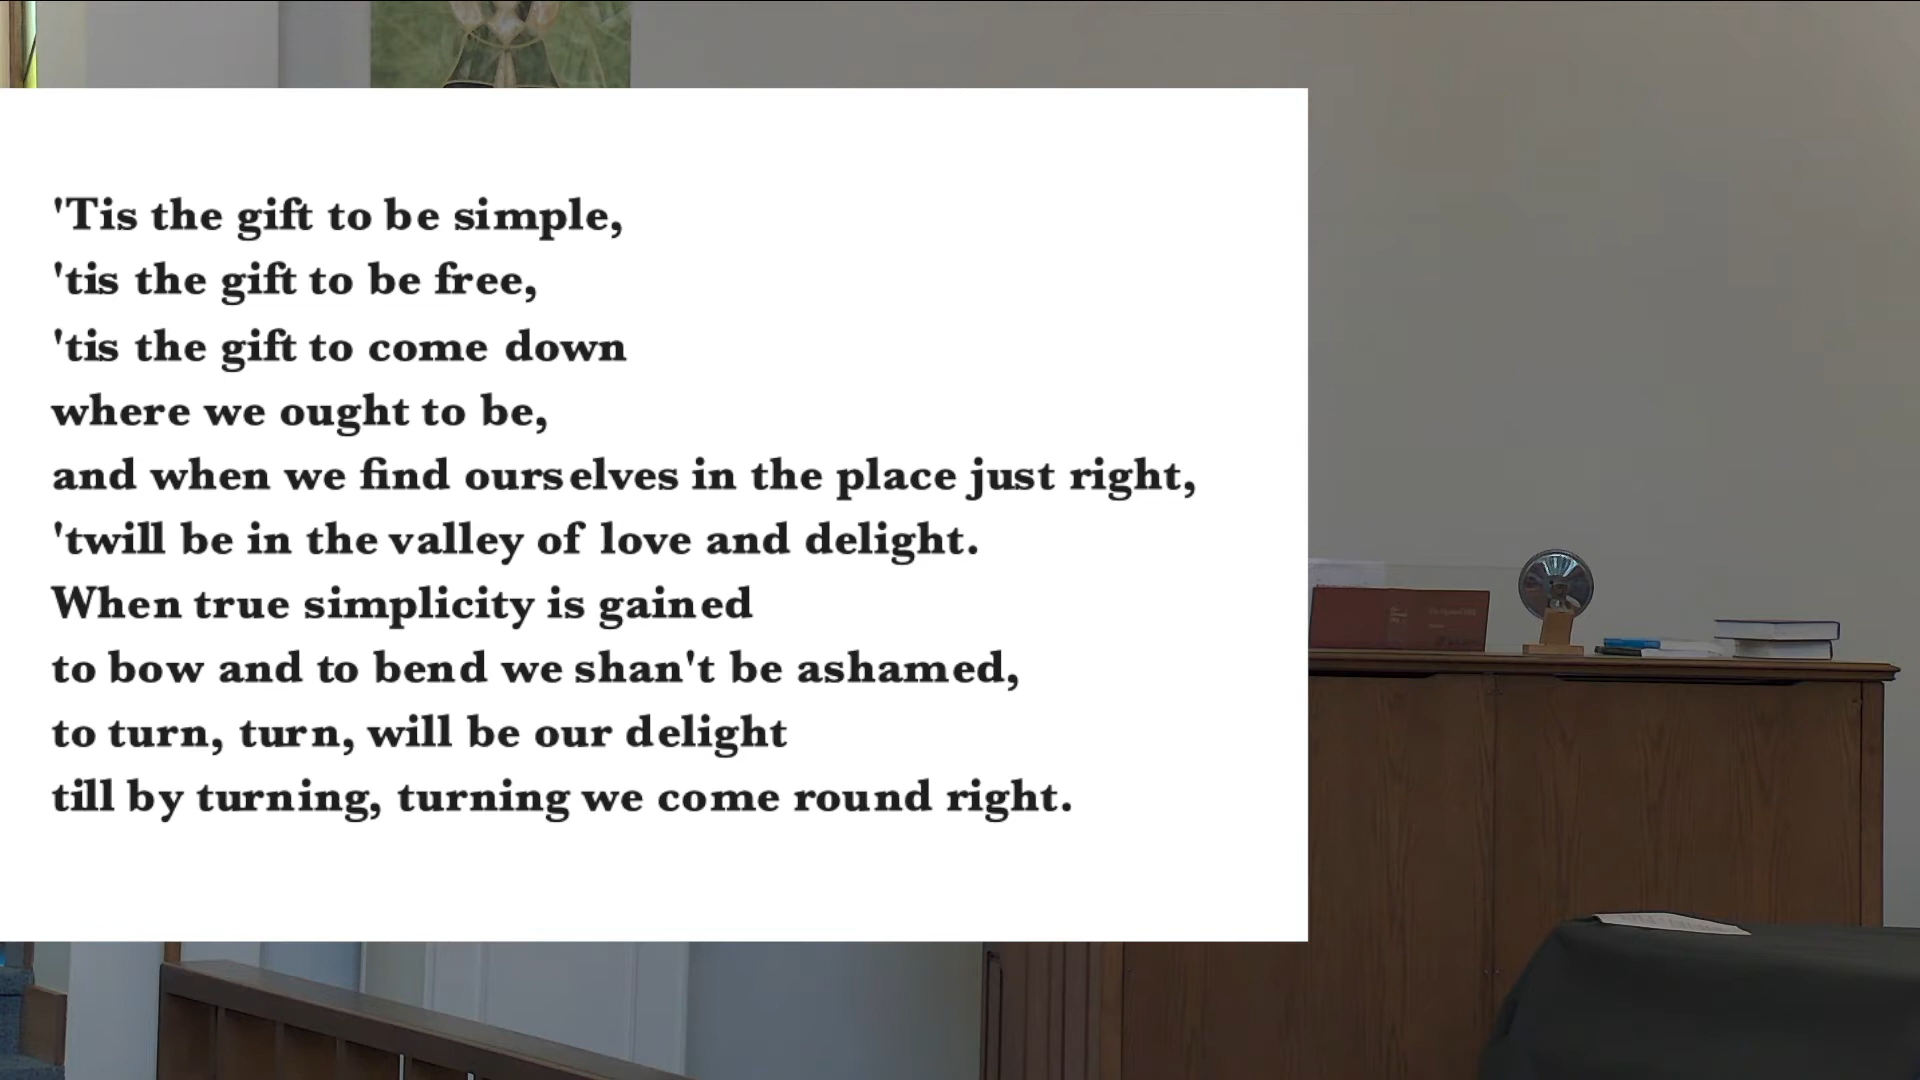 'Tis the gift to be simple,
'tis the gift to be free,
'tis the gift to come down
where we ought to be,
and when we find ourselves in the place just right,
'twill be in the valley of love and delight.
When true simplicity is gained
to bow and to bend we shan't be ashamed,
to turn, turn, will be our delight
till by turning, turning we come round right.